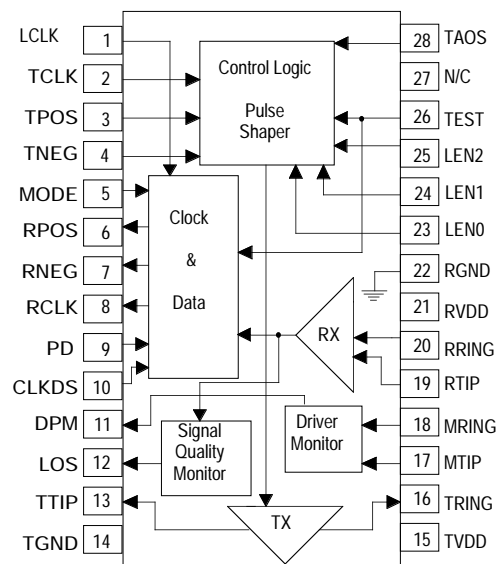 LCLK 1
TCLK 2
TPOS 3
TNEG 4
MODE 5
RPOS 6
RNEG 7
RCLK 8
PD 9
CLKDS 10
DPM 11
LOS 12
TTIP 13
TGND 14
Control Logic
Pulse
Shaper
Clock
&
Data
RX
Signal
Quality
Monitor
Driver
Monitor
TX
28 TAOS
27 N/C
26 TEST
25 LEN2
24 LEN1
23 LEN0
22 RGND
21 RVDD
20 RRING
19 RTIP
18 MRING
17 MTIP
16 TRING
15 TVDD